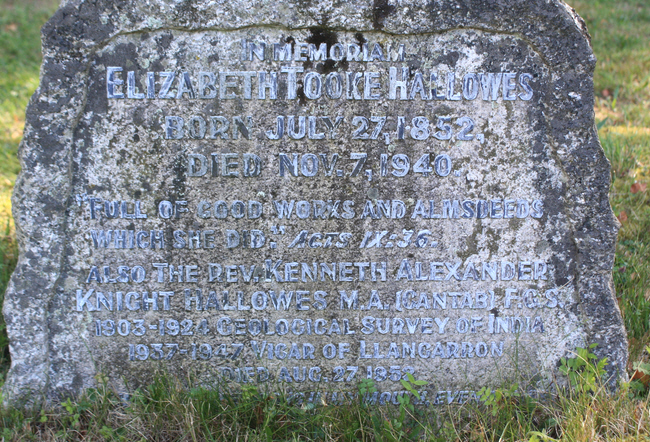 IN MEMORIAM
ELIZABETH TOOKE HALLOWES
BORN JULY 27, 1852.
DIED NOV. 7, 1940.
"FULL OF GOOD WORKS AND ALMSDEEDS
WHICH SHE DID." ACTS IX:36.
ALSO THE REV. KENNETH ALEXANDER
KNIGHT HALLOWES M.A. (CANTAB). F.G.S.
1903-1924 GEOLOGICAL SURVEY OF INDIA
1937-1947 VICAR OF LLANGARRON
DIED AUG. 27,